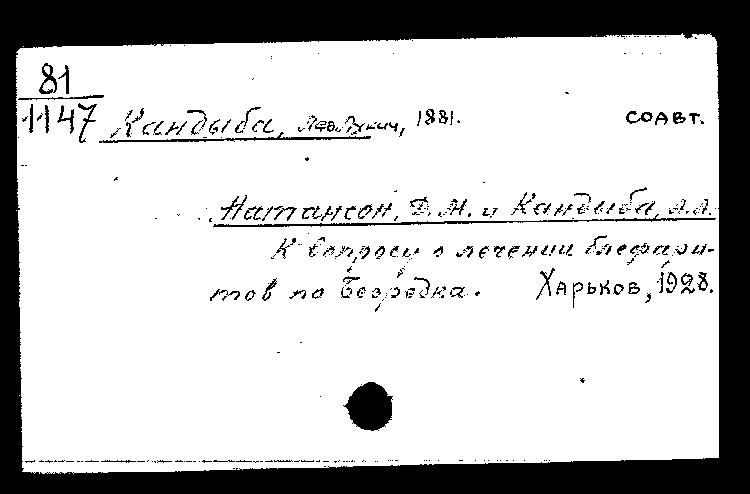 81
1147 Кандыба, Лев Лукич, 1881. СОАВТ.
Натансон, Д.М. и Кандыба, Л.Л.
К вопросу о лечении блефари-
тов по Безредка. Харьков, 1928.